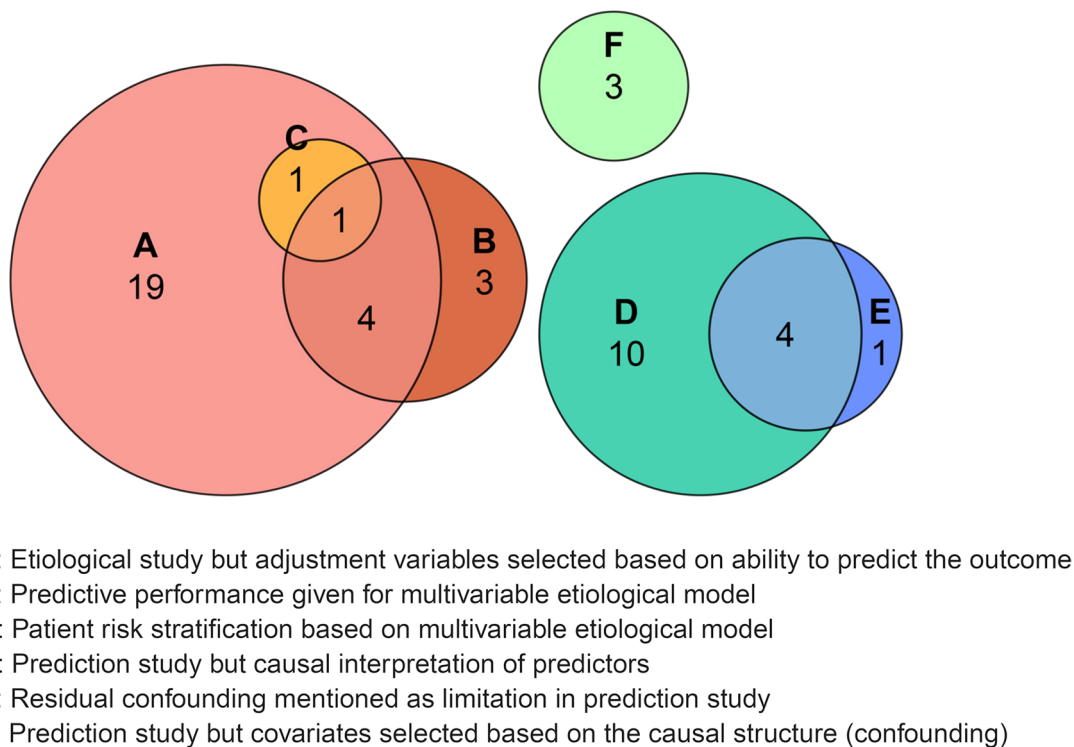 F
3
C
1
1
A
19
B
3
4
D
10
4
E
1
: Etiological study but adjustment variables selected based on ability to predict the outcome
: Predictive performance given for multivariable etiological model
: Patient risk stratification based on multivariable etiological model
: Prediction study but causal interpretation of predictors
: Residual confounding mentioned as limitation in prediction study
Prediction study but covariates selected based on the causal structure (confounding)